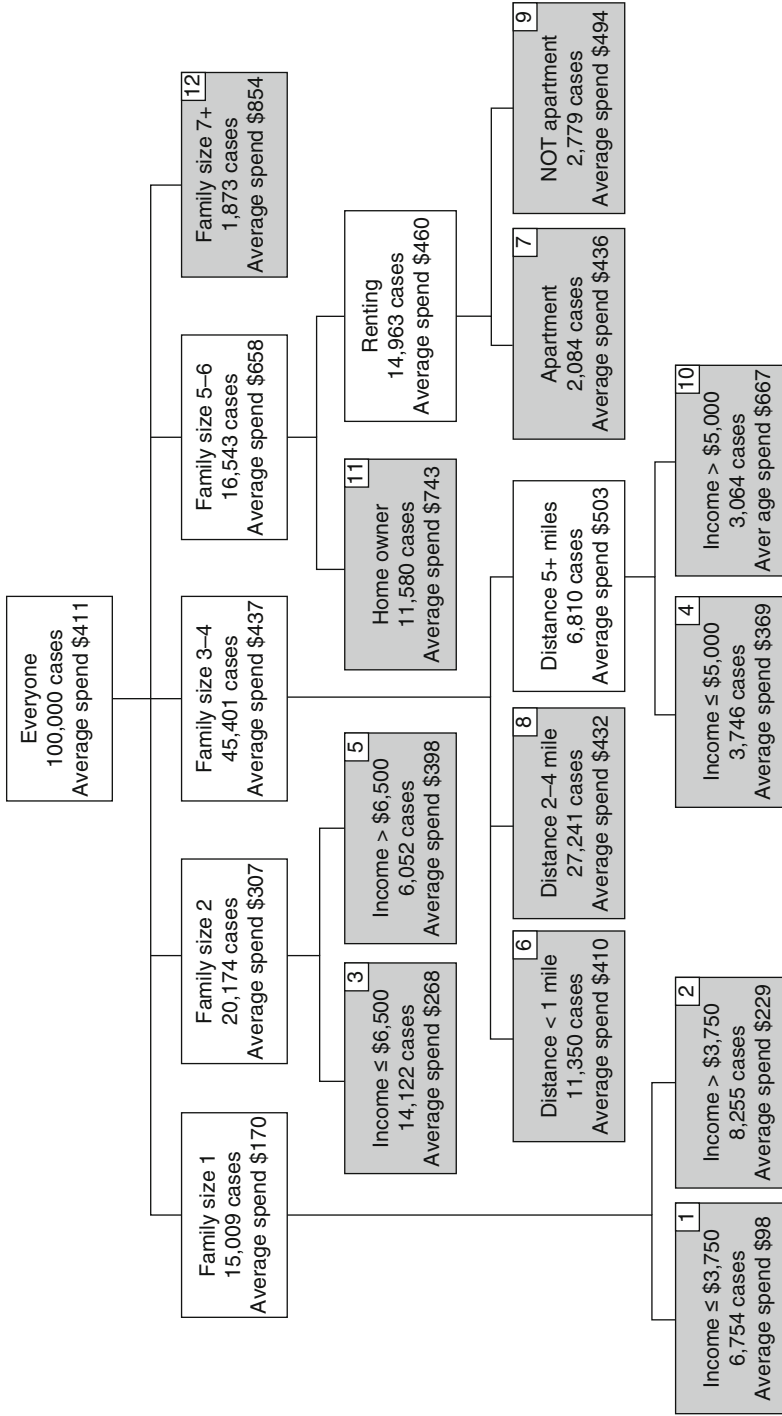 Everyone
100,000 cases
Average spend $411
Family size 1
15,009 cases
Average spend $170
Family size 2
20,174 cases
Average spend $307
Family size 3–4
45,401 cases
Average spend $437
Family size 5–6
16,543 cases
Average spend $658
12
Family size 7+
1,873 cases
Average spend $854
3
Income ≤ $6,500
14,122 cases
Average spend $268
5
Income > $6,500
6,052 cases
Average spend $398
11
Home owner
11,580 cases
Average spend $743
Renting
14,963 cases
Average spend $460
6
Distance < 1 mile
11,350 cases
Average spend $410
8
Distance 2–4 mile
27,241 cases
Average spend $432
Distance 5+ miles
6,810 cases
Average spend $503
7
Apartment
2,084 cases
Average spend $436
9
NOT apartment
2,779 cases
Average spend $494
1
Income ≤ $3,750
6,754 cases
Average spend $98
2
Income > $3,750
8,255 cases
Average spend $229
4
Income ≤ $5,000
3,746 cases
Average spend $369
10
Income > $5,000
3,064 cases
Aver age spend $667